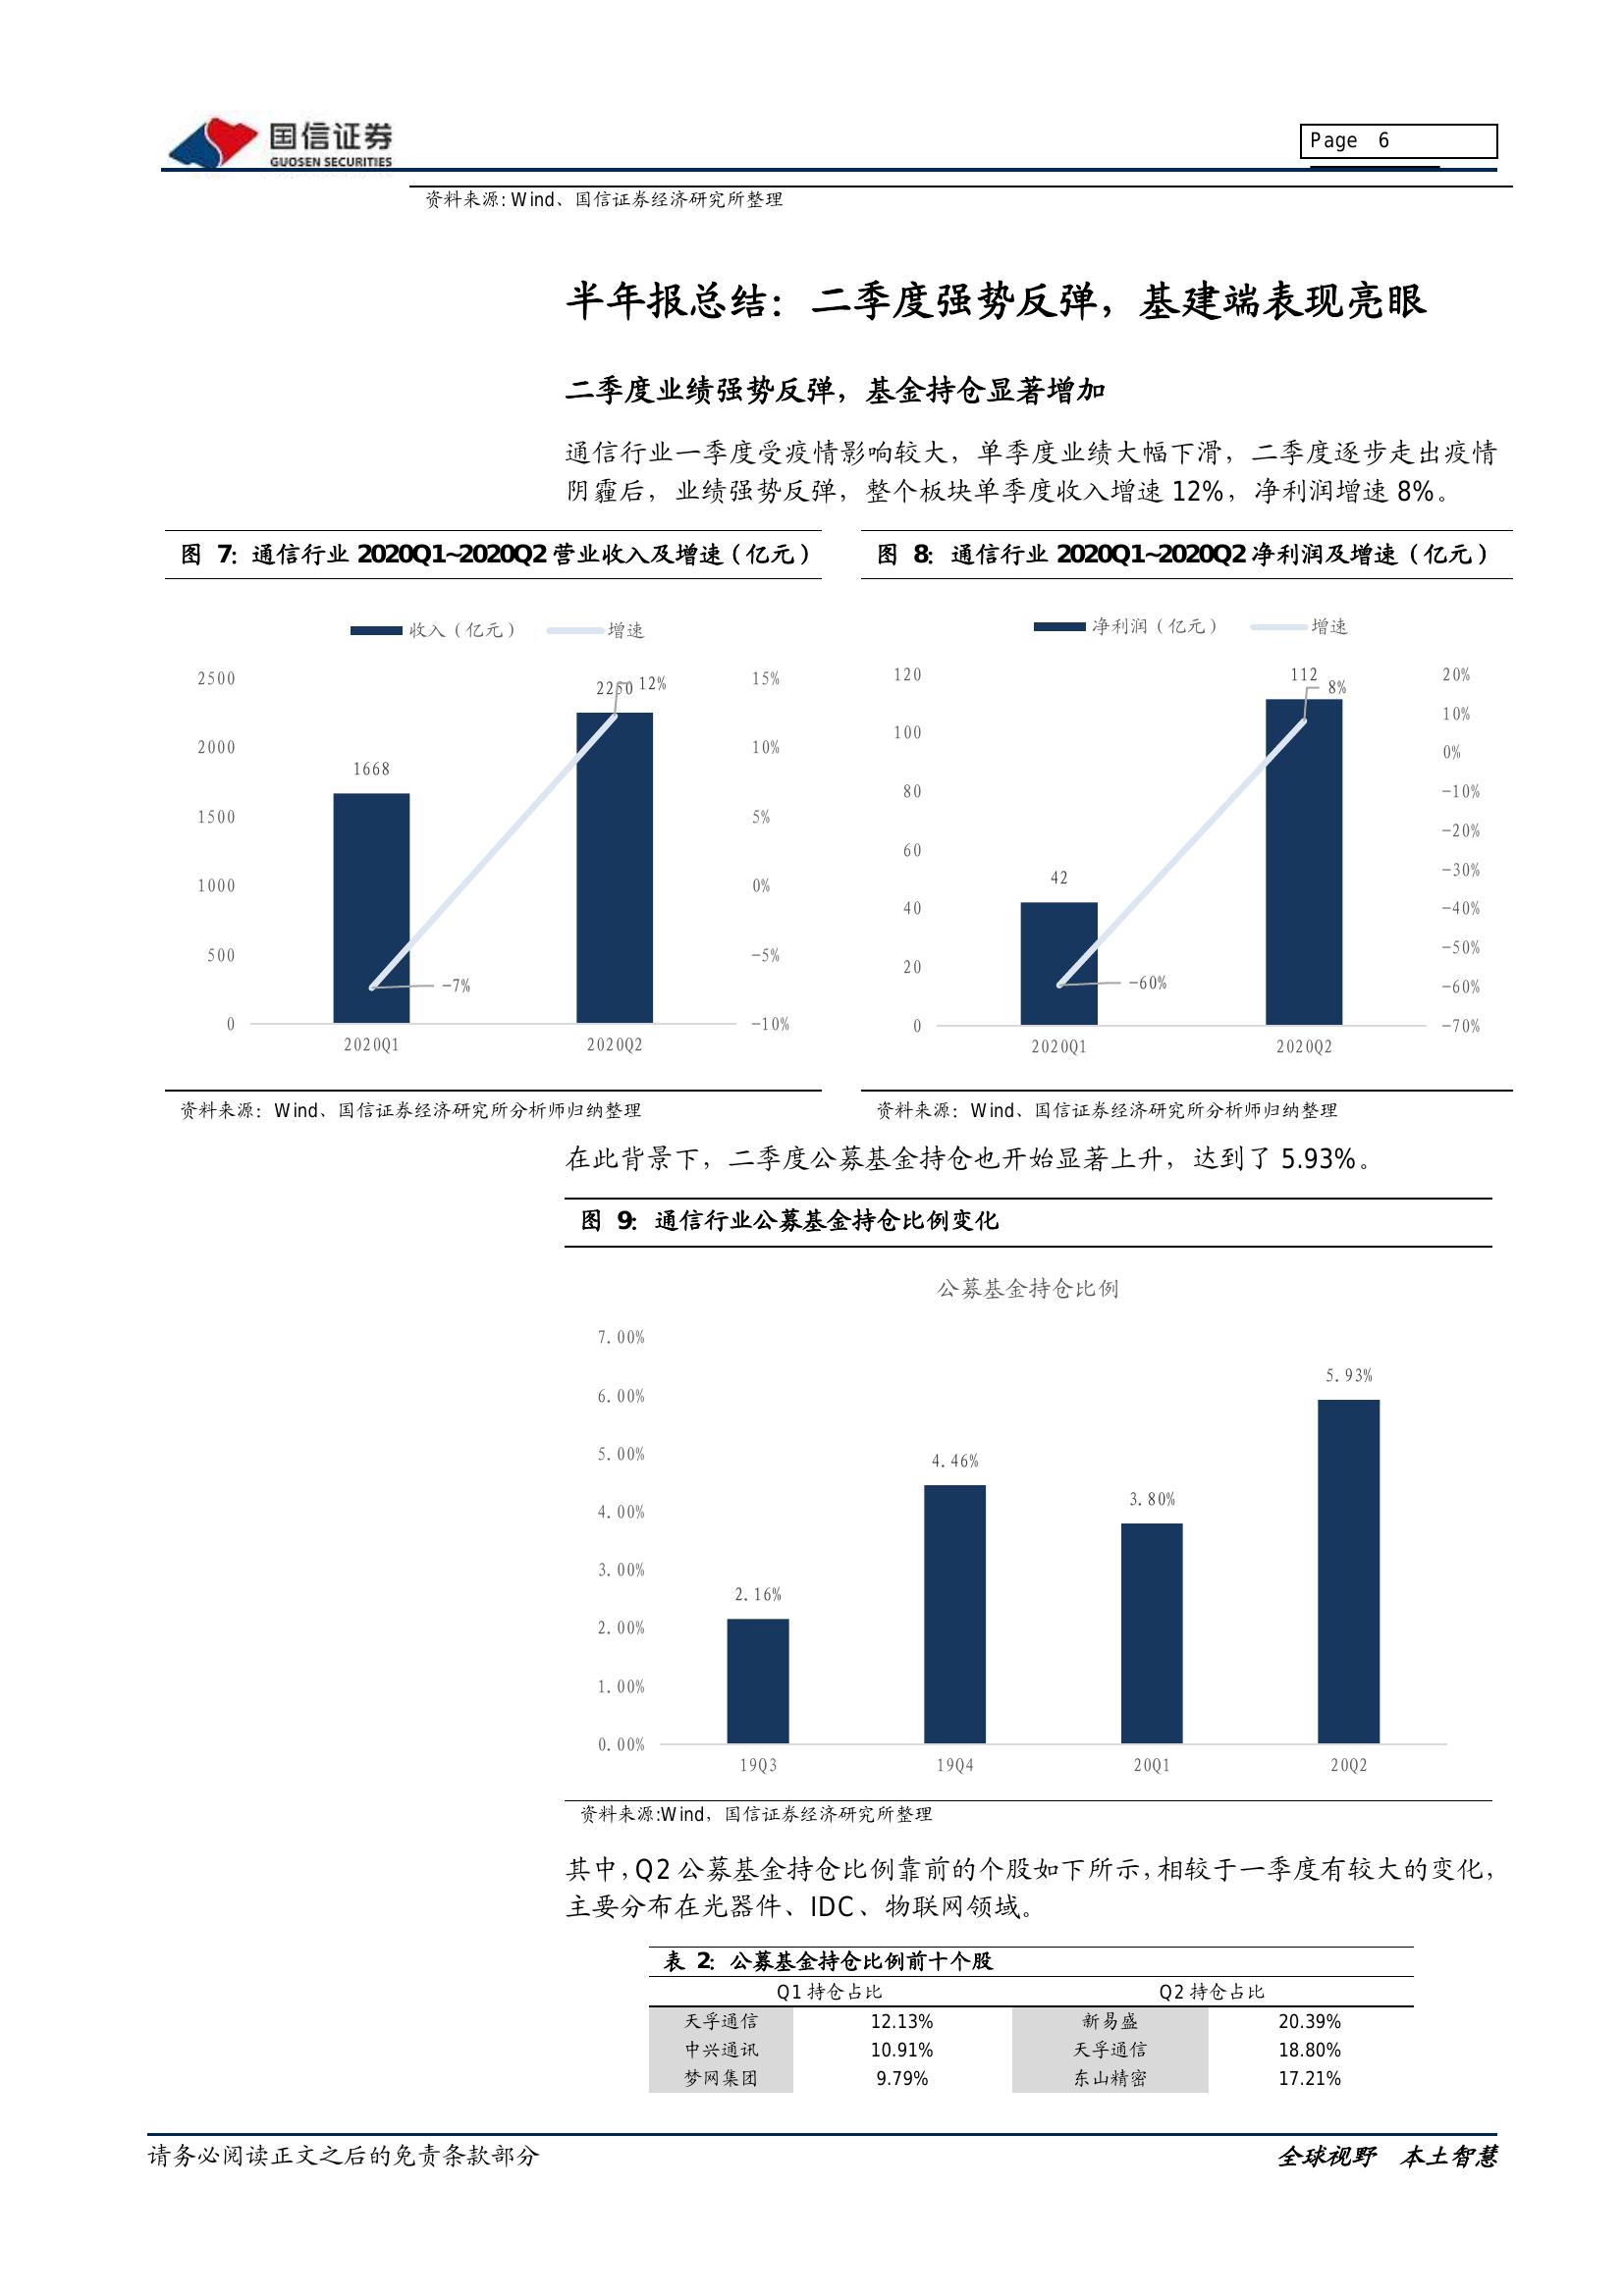 国信证券
GUOSEN SECURITIES
Page 6
资料来源: Wind、国信证券经济研究所整理
半年报总结：二季度强势反弹，基建端表现亮眼
二季度业绩强势反弹，基金持仓显著增加
通信行业一季度受疫情影响较大，单季度业绩大幅下滑，二季度逐步走出疫情
阴霾后，业绩强势反弹，整个板块单季度收入增速 12%，净利润增速 8%。
图 7：通信行业 2020Q1~2020Q2 营业收入及增速（亿元）
收入（亿元） 增速
2500
2000
1500
1000
500
0
1668
2250
12%
-7%
15%
10%
5%
0%
-5%
-10%
2020Q1 2020Q2
资料来源：Wind、国信证券经济研究所分析师归纳整理
图 8：通信行业 2020Q1~2020Q2 净利润及增速（亿元）
净利润（亿元） 增速
120
100
80
60
40
20
0
42
112
8%
-60%
20%
10%
0%
-10%
-20%
-30%
-40%
-50%
-60%
-70%
2020Q1 2020Q2
资料来源：Wind、国信证券经济研究所分析师归纳整理
在此背景下，二季度公募基金持仓也开始显著上升，达到了 5.93%。
图 9：通信行业公募基金持仓比例变化
公募基金持仓比例
7.00%
6.00%
5.00%
4.00%
3.00%
2.00%
1.00%
0.00%
2.16%
4.46%
3.80%
5.93%
19Q3 19Q4 20Q1 20Q2
资料来源:Wind，国信证券经济研究所整理
其中，Q2 公募基金持仓比例靠前的个股如下所示，相较于一季度有较大的变化，
主要分布在光器件、IDC、物联网领域。
表 2：公募基金持仓比例前十个股
Q1 持仓占比 Q2 持仓占比
天孚通信 12.13% 新易盛 20.39%
中兴通讯 10.91% 天孚通信 18.80%
梦网集团 9.79% 东山精密 17.21%
请务必阅读正文之后的免责条款部分
全球视野 本土智慧